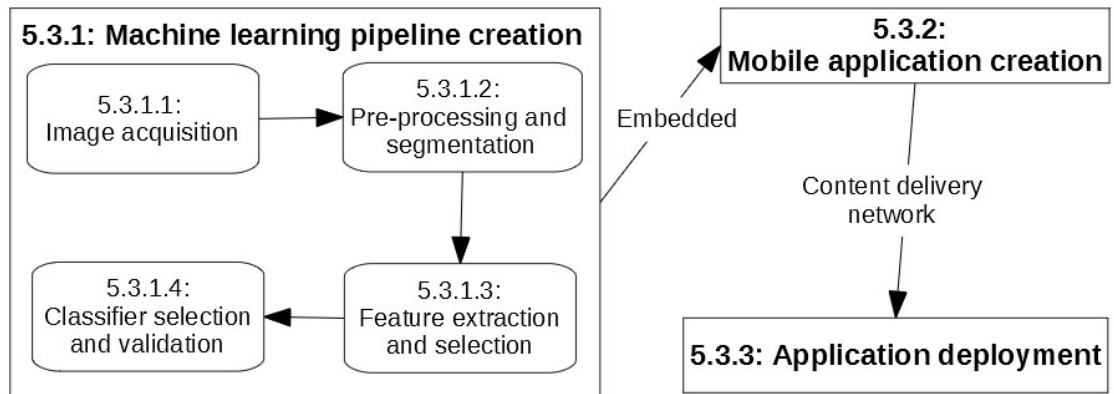 5.3.1: Machine learning pipeline creation
5.3.1.1:
Image acquisition
5.3.1.2:
Pre-processing and
segmentation
5.3.1.3:
Feature extraction
and selection
5.3.1.4:
Classifier selection
and validation
Embedded
5.3.2:
Mobile application creation
Content delivery
network
5.3.3: Application deployment